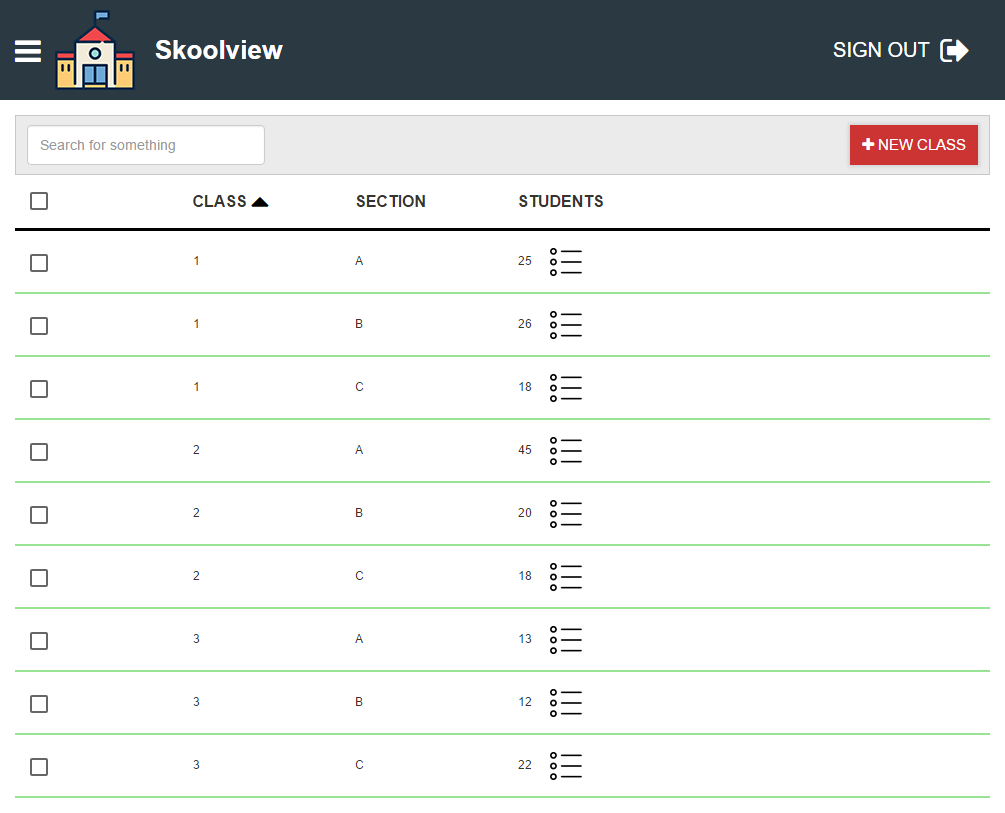 Skoolview
SIGN OUT
Search for something
NEW CLASS
CLASS SECTION STUDENTS
1 A 25
1 B 26
1 C 18
2 A 45
2 B 20
2 C 18
3 A 13
3 B 12
3 C 22